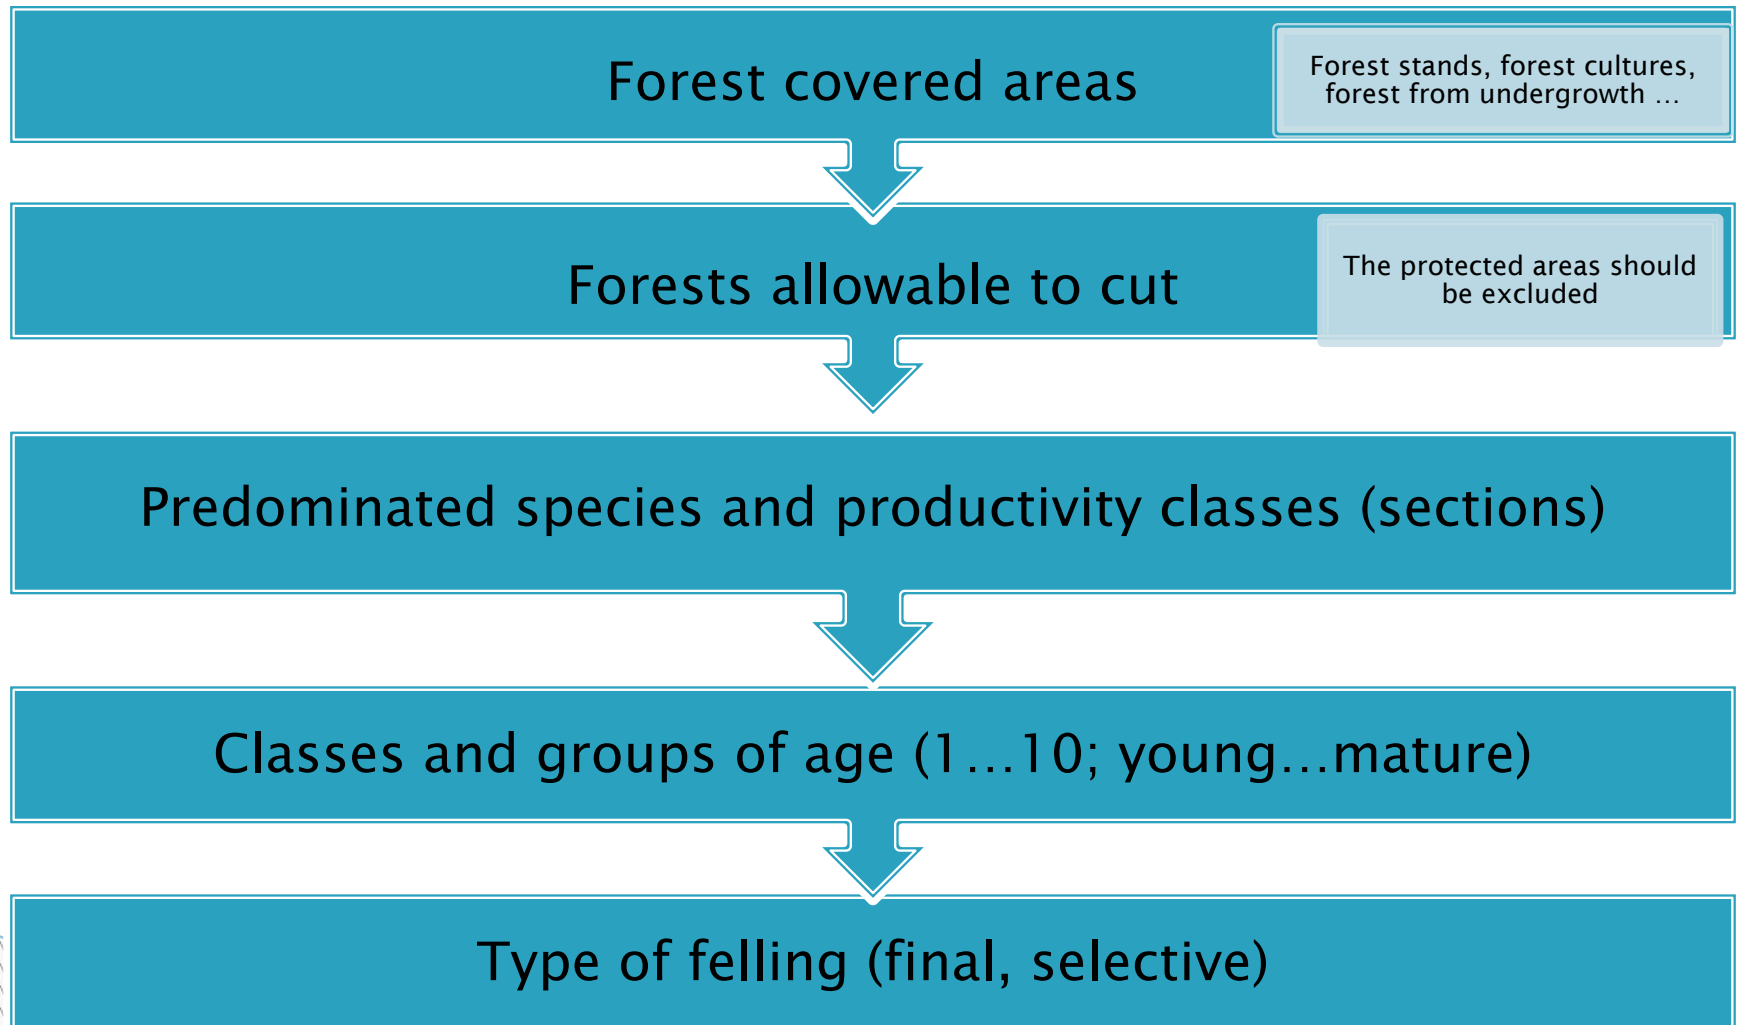 Forest covered areas
Forest stands, forest cultures,
forest from undergrowth …
Forests allowable to cut
The protected areas should
be excluded
Predominated species and productivity classes (sections)
Classes and groups of age (1…10; young…mature)
Type of felling (final, selective)